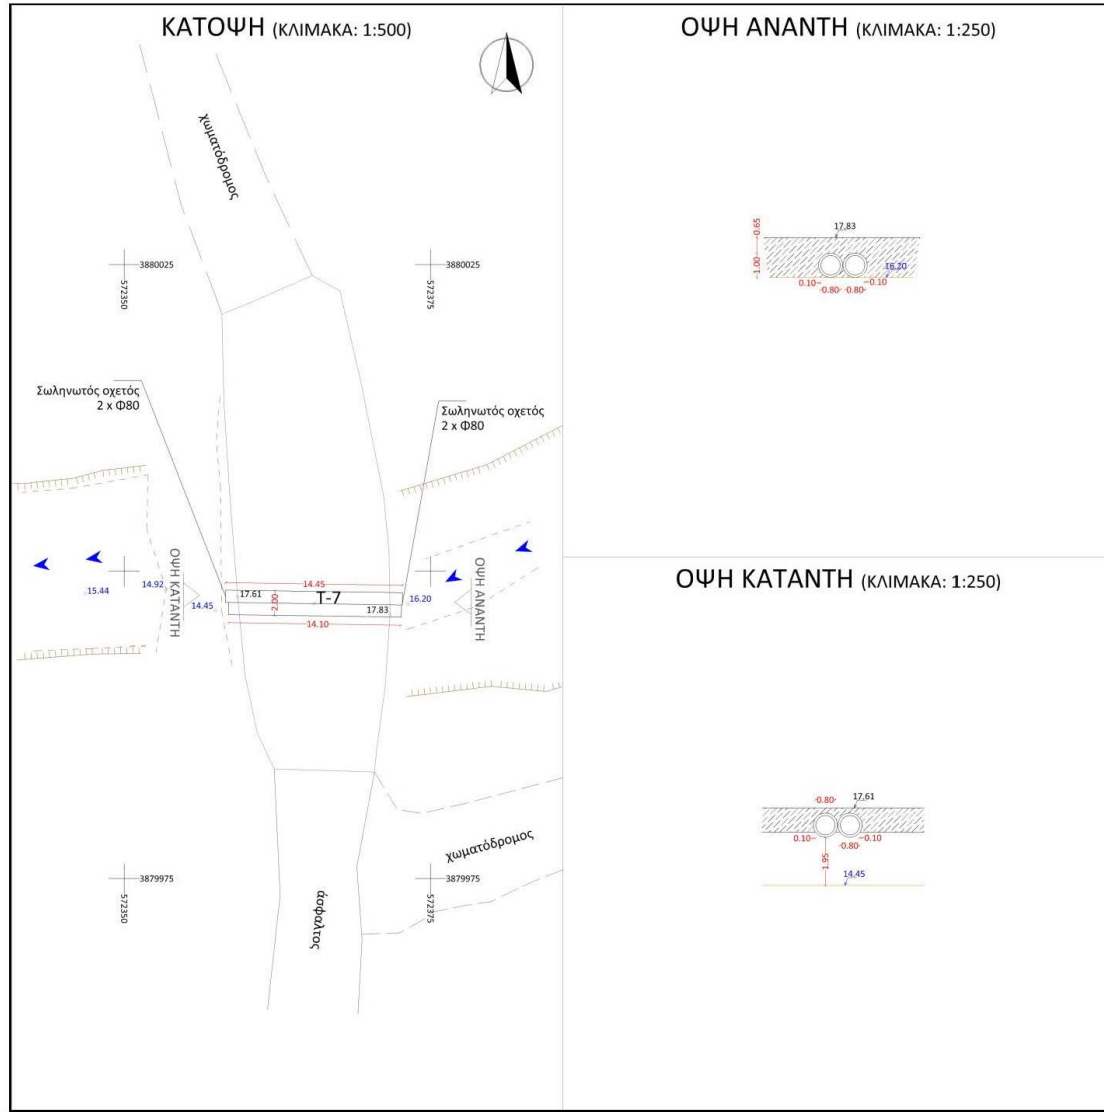 ΚΑΤΟΨΗ (ΚΛΙΜΑΚΑ: 1:500)
χωματόδρομος
3880025
3880025
572350
572375
Σωληνωτός οχετός
2 x Φ80
Σωληνωτός οχετός
2 x Φ80
15.44
14.92
ΟΨΗ ΚΑΤΑΝΤΗ
14.45
14.45
17.61
2.00
T-7
17.83
14.10
16.20
ΟΨΗ ΑΝΑΝΤΗ
χωματόδρομος
3879975
3879975
572350
572375
άσφαλτος
ΟΨΗ ΑΝΑΝΤΗ (ΚΛΙΜΑΚΑ: 1:250)
0.65
17.83
1.00
16.20
0.10
0.80
0.80
0.10
ΟΨΗ ΚΑΤΑΝΤΗ (ΚΛΙΜΑΚΑ: 1:250)
0.80
17.61
0.10
0.80
0.10
1.95
14.45